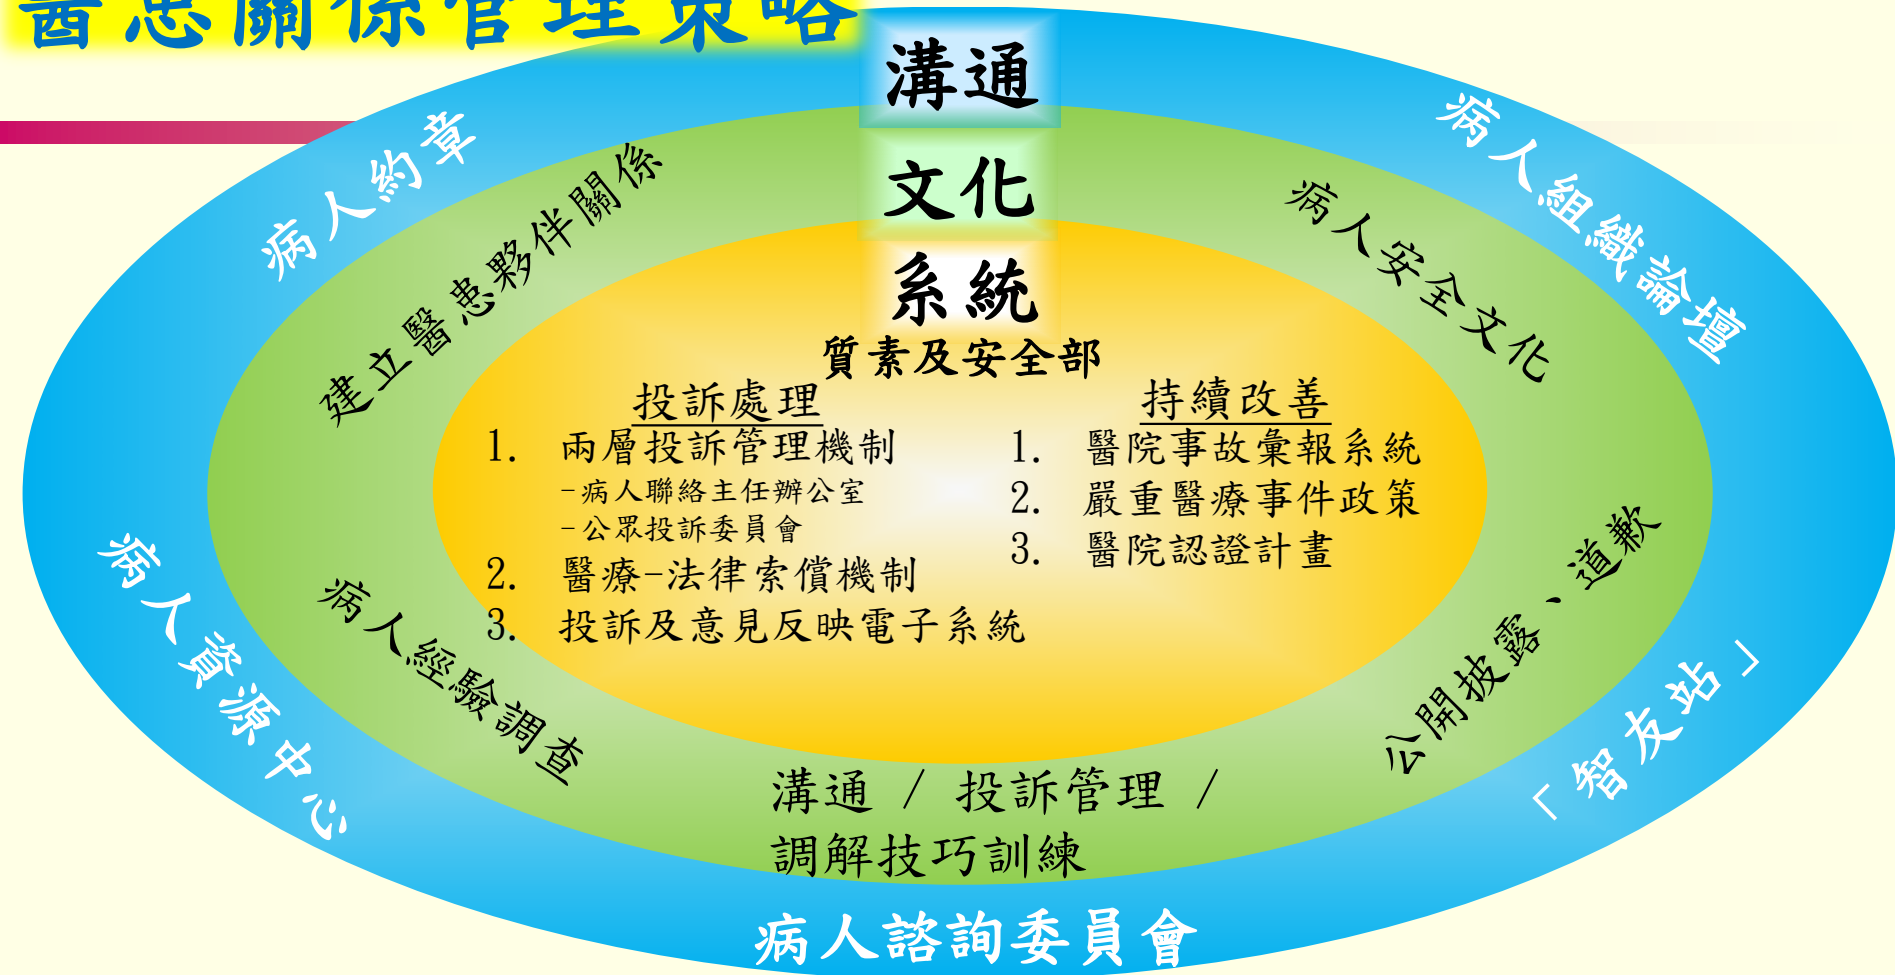 醫患關係管理策略
溝通
文化
系統
病人約章
病人組織論壇
建立醫患夥伴關係
病人安全文化
質素及安全部
投訴處理
1. 兩層投訴管理機制
-病人聯絡主任辦公室
-公眾投訴委員會
2. 醫療-法律索償機制
3. 投訴及意見反映電子系統
持續改善
1. 醫院事故彙報系統
2. 嚴重醫療事件政策
3. 醫院認證計畫
病人資源中心
病人經驗調查
公開披露、道歉
「智友站」
溝通 / 投訴管理 /
調解技巧訓練
病人諮詢委員會